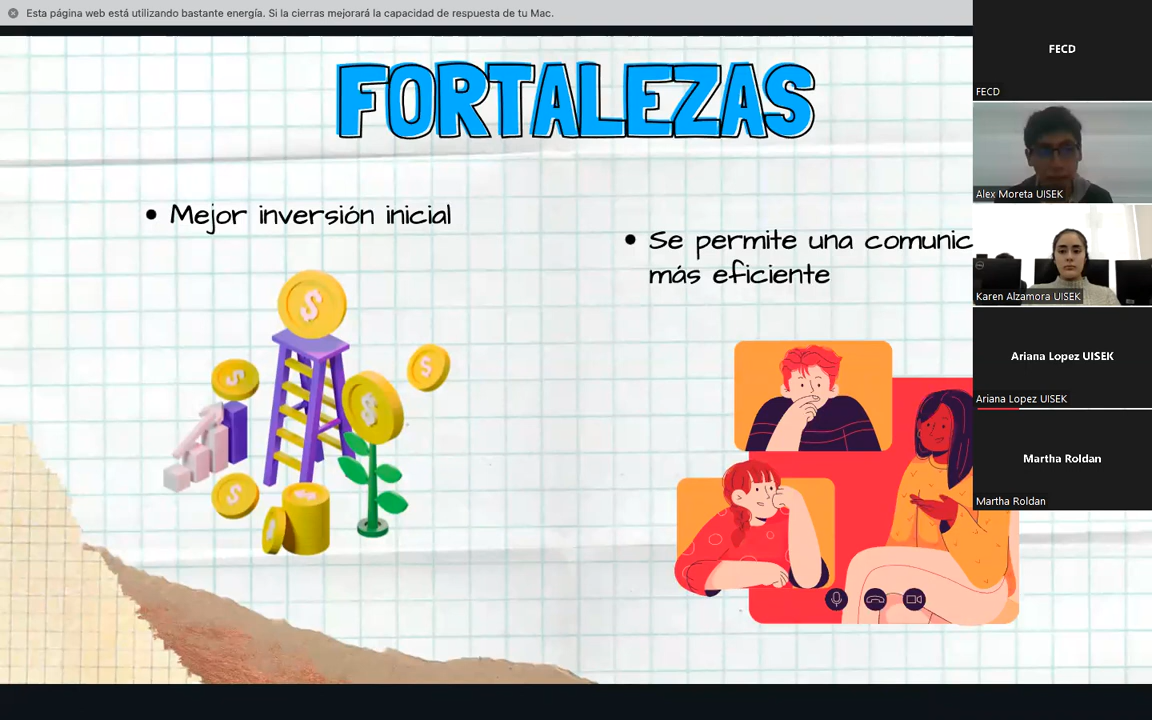 Esta página web está utilizando bastante energía. Si la cierras mejorará la capacidad de respuesta de tu Mac.
FORTALEZAS
• Mejor inversión inicial
• Se permite una comunic
más eficiente
$
$
$
$
$
FECD
FECD
Alex Moreta UISEK
Karen Alzamora UISEK
Ariana Lopez UISEK
Ariana Lopez UISEK
Martha Roldan
Martha Roldan